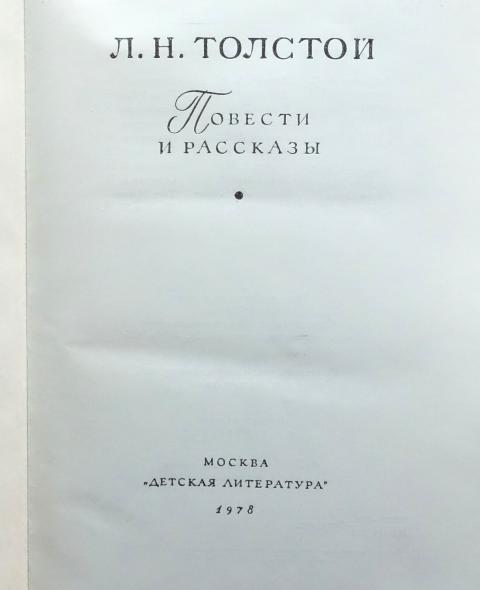 Л. Н. ТОЛСТОЙ
ПОВЕСТИ
И РАССКАЗЫ
МОСКВА
„ДЕТСКАЯ ЛИТЕРАТУРА"
1978